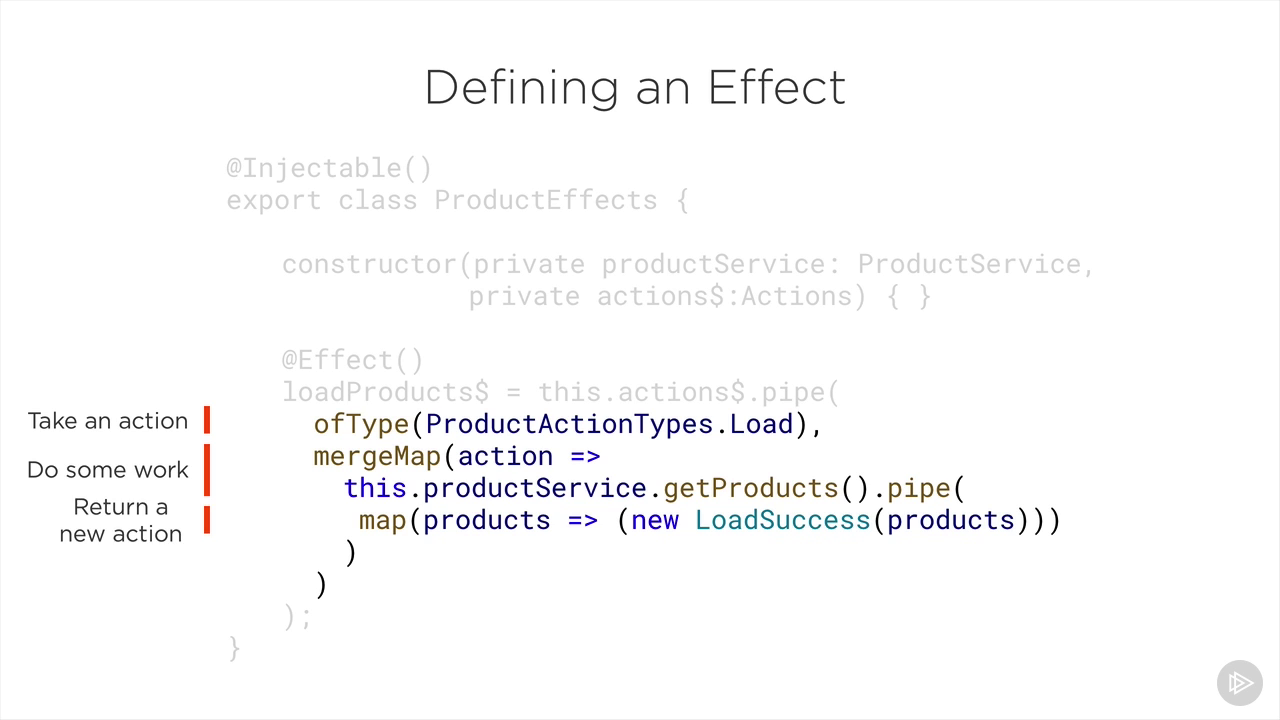 Defining an Effect
@Injectable()
export class ProductEffects {
constructor(private productService: ProductService,
private actions$:Actions) { }
@Effect()
loadProducts$ = this.actions$.pipe(
Take an action
ofType(ProductActionTypes.Load),
mergeMap(action =>
Do some work
this.productService.getProducts().pipe(
Return a
new action
map(products => (new LoadSuccess(products)))
)
)
);
}